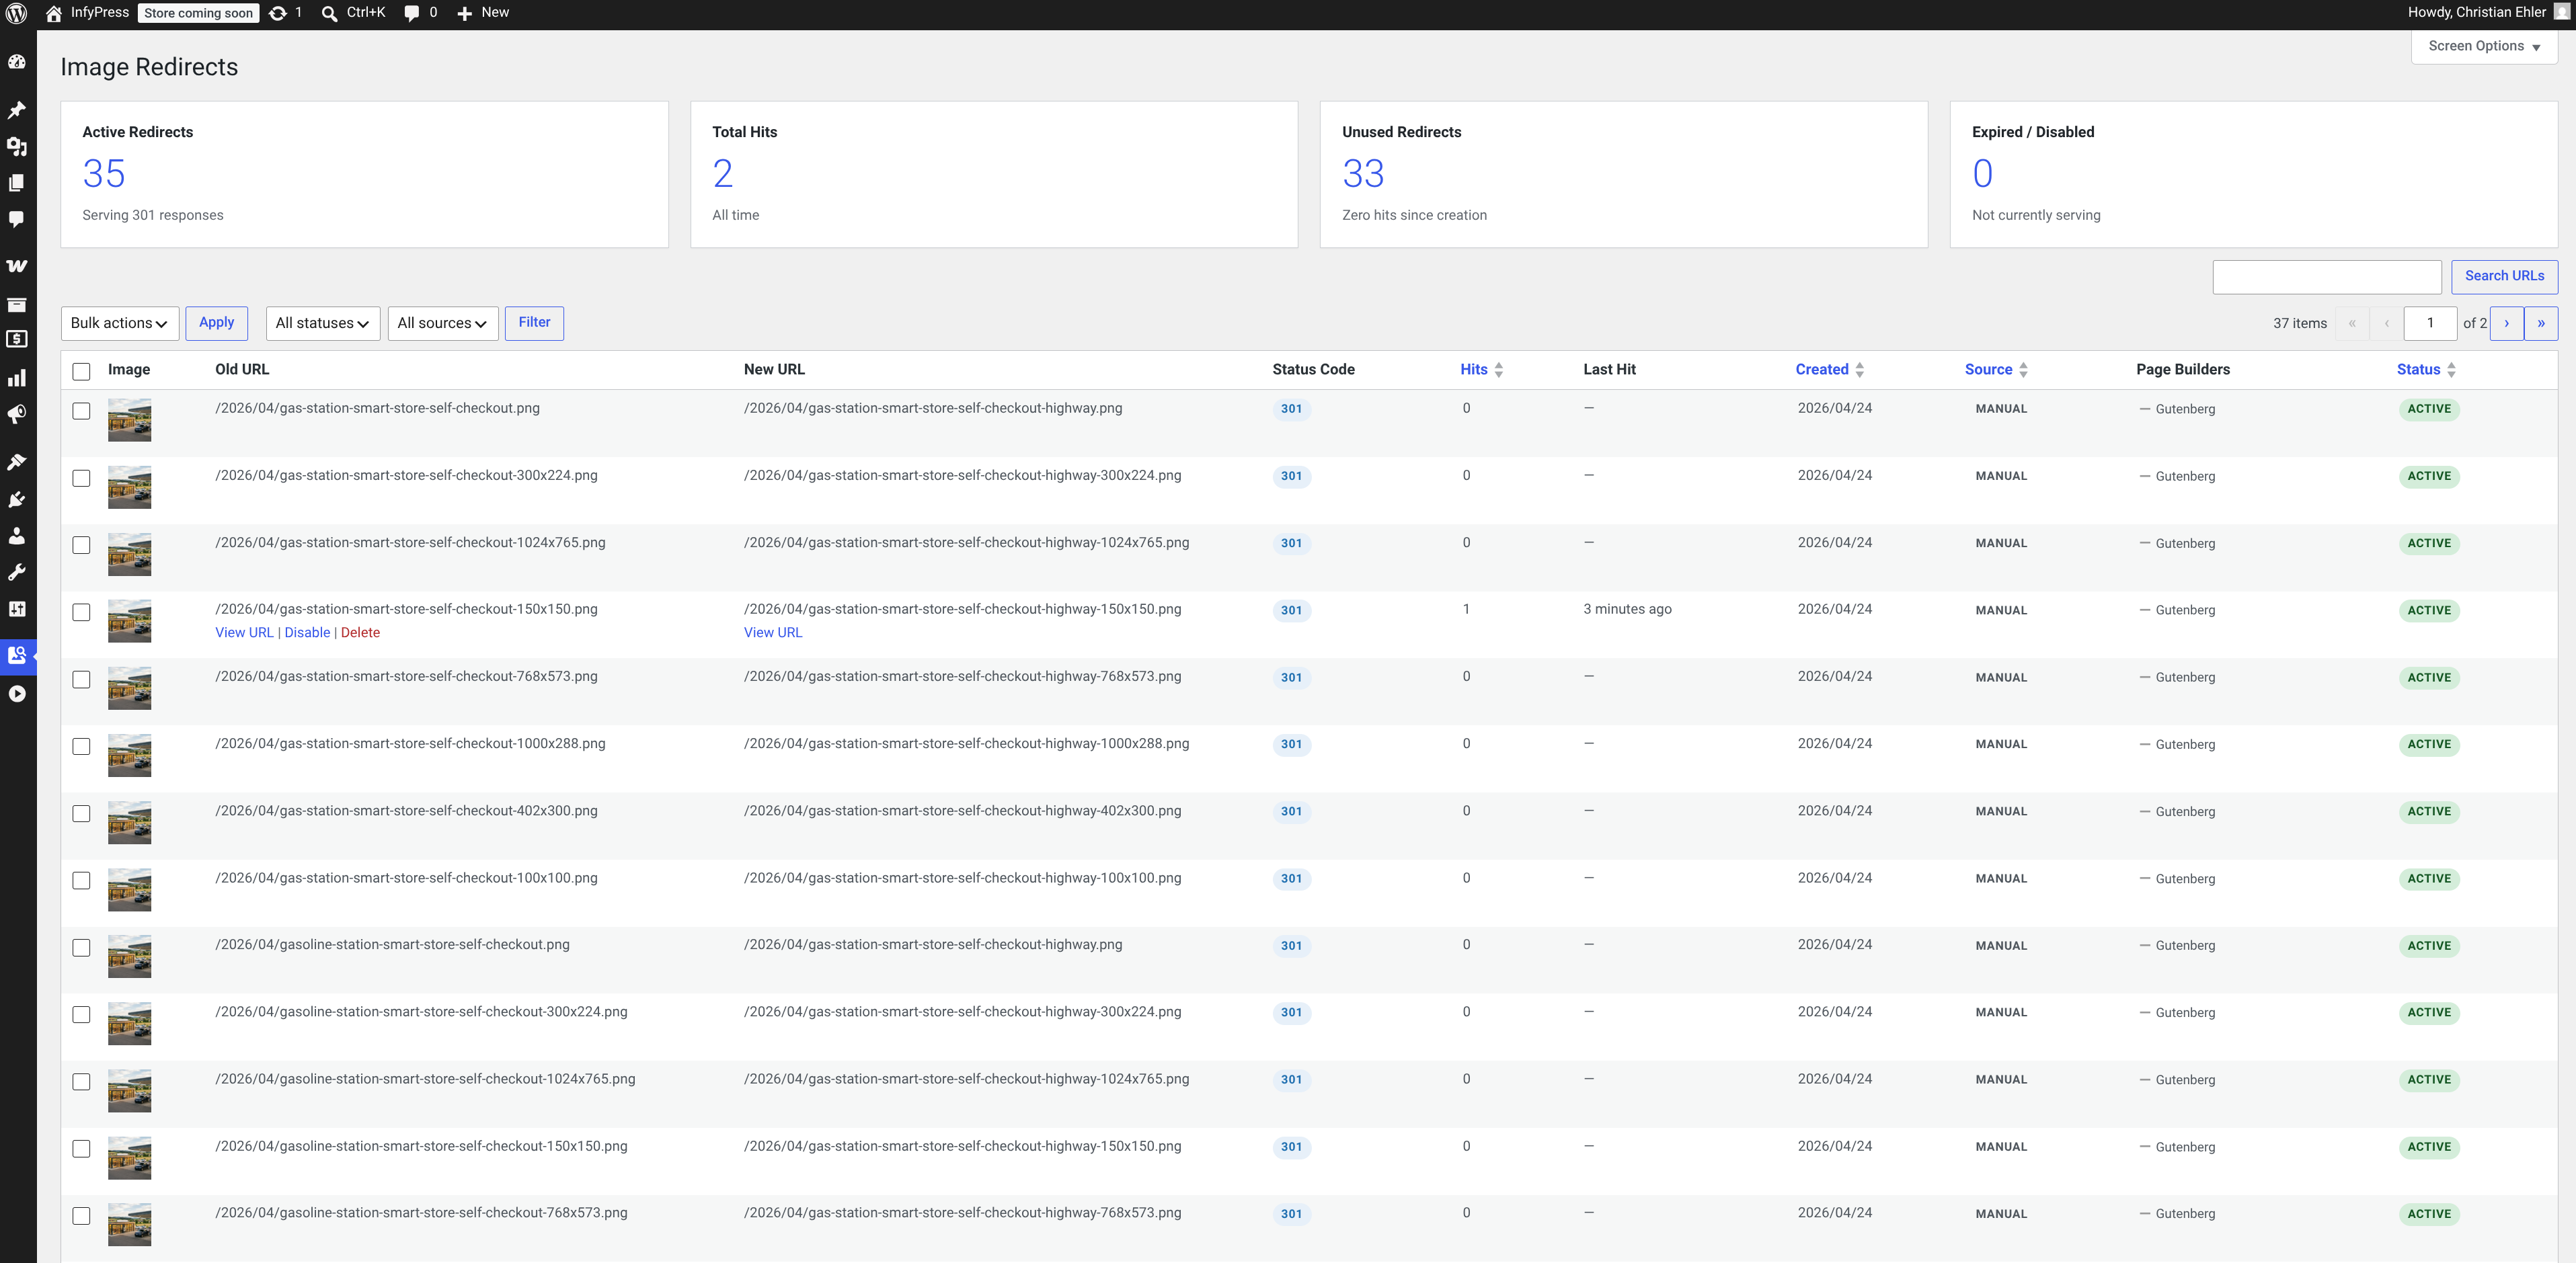 InfyPress Store coming soon 1 Ctrl+K 0 New Howdy, Christian Ehler
Screen Options
Image Redirects
Active Redirects
35
Serving 301 responses
Total Hits
2
All time
Unused Redirects
33
Zero hits since creation
Expired / Disabled
0
Not currently serving
Search URLs
Bulk actions Apply All statuses All sources Filter 37 items « ‹ 1 of 2 › »
Image Old URL New URL Status Code Hits Last Hit Created Source Page Builders Status
/2026/04/gas-station-smart-store-self-checkout.png /2026/04/gas-station-smart-store-self-checkout-highway.png 301 0 — 2026/04/24 MANUAL — Gutenberg ACTIVE
/2026/04/gas-station-smart-store-self-checkout-300x224.png /2026/04/gas-station-smart-store-self-checkout-highway-300x224.png 301 0 — 2026/04/24 MANUAL — Gutenberg ACTIVE
/2026/04/gas-station-smart-store-self-checkout-1024x765.png /2026/04/gas-station-smart-store-self-checkout-highway-1024x765.png 301 0 — 2026/04/24 MANUAL — Gutenberg ACTIVE
/2026/04/gas-station-smart-store-self-checkout-150x150.png /2026/04/gas-station-smart-store-self-checkout-highway-150x150.png 301 1 3 minutes ago 2026/04/24 MANUAL — Gutenberg ACTIVE
View URL | Disable | Delete View URL
/2026/04/gas-station-smart-store-self-checkout-768x573.png /2026/04/gas-station-smart-store-self-checkout-highway-768x573.png 301 0 — 2026/04/24 MANUAL — Gutenberg ACTIVE
/2026/04/gas-station-smart-store-self-checkout-1000x288.png /2026/04/gas-station-smart-store-self-checkout-highway-1000x288.png 301 0 — 2026/04/24 MANUAL — Gutenberg ACTIVE
/2026/04/gas-station-smart-store-self-checkout-402x300.png /2026/04/gas-station-smart-store-self-checkout-highway-402x300.png 301 0 — 2026/04/24 MANUAL — Gutenberg ACTIVE
/2026/04/gas-station-smart-store-self-checkout-100x100.png /2026/04/gas-station-smart-store-self-checkout-highway-100x100.png 301 0 — 2026/04/24 MANUAL — Gutenberg ACTIVE
/2026/04/gasoline-station-smart-store-self-checkout.png /2026/04/gas-station-smart-store-self-checkout-highway.png 301 0 — 2026/04/24 MANUAL — Gutenberg ACTIVE
/2026/04/gasoline-station-smart-store-self-checkout-300x224.png /2026/04/gas-station-smart-store-self-checkout-highway-300x224.png 301 0 — 2026/04/24 MANUAL — Gutenberg ACTIVE
/2026/04/gasoline-station-smart-store-self-checkout-1024x765.png /2026/04/gas-station-smart-store-self-checkout-highway-1024x765.png 301 0 — 2026/04/24 MANUAL — Gutenberg ACTIVE
/2026/04/gasoline-station-smart-store-self-checkout-150x150.png /2026/04/gas-station-smart-store-self-checkout-highway-150x150.png 301 0 — 2026/04/24 MANUAL — Gutenberg ACTIVE
/2026/04/gasoline-station-smart-store-self-checkout-768x573.png /2026/04/gas-station-smart-store-self-checkout-highway-768x573.png 301 0 — 2026/04/24 MANUAL — Gutenberg ACTIVE